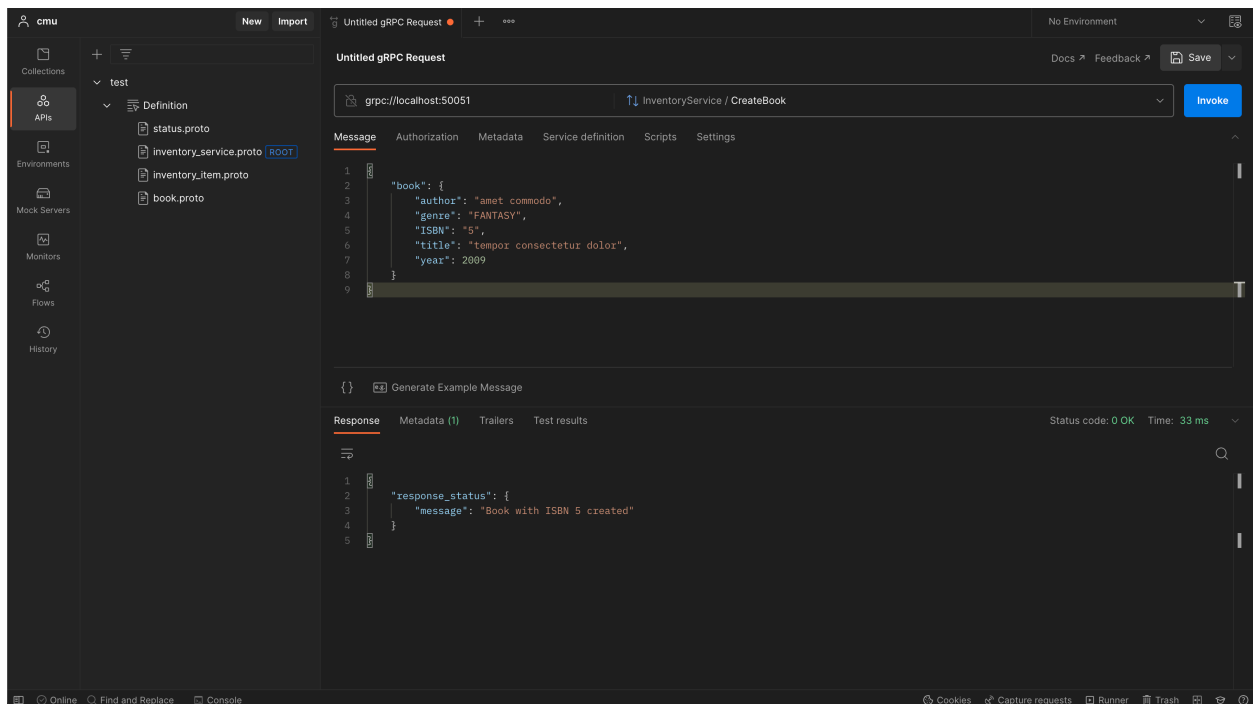 cmu New Import Untitled gRPC Request No Environment
Untitled gRPC Request Docs ↗ Feedback ↗ Save
Collections
APIs
Environments
Mock Servers
Monitors
Flows
History
test
Definition
status.proto
inventory_service.proto ROOT
inventory_item.proto
book.proto
grpc://localhost:50051 InventoryService / CreateBook Invoke
Message Authorization Metadata Service definition Scripts Settings
1 {
2 "book": {
3 "author": "amet commodo",
4 "genre": "FANTASY",
5 "ISBN": "5",
6 "title": "tempor consectetur dolor",
7 "year": 2009
8 }
9 }
{} e.g. Generate Example Message
Response Metadata (1) Trailers Test results Status code: 0 OK Time: 33 ms
1 {
2 "response_status": {
3 "message": "Book with ISBN 5 created"
4 }
5 }
Online Find and Replace Console Cookies Capture requests Runner Trash